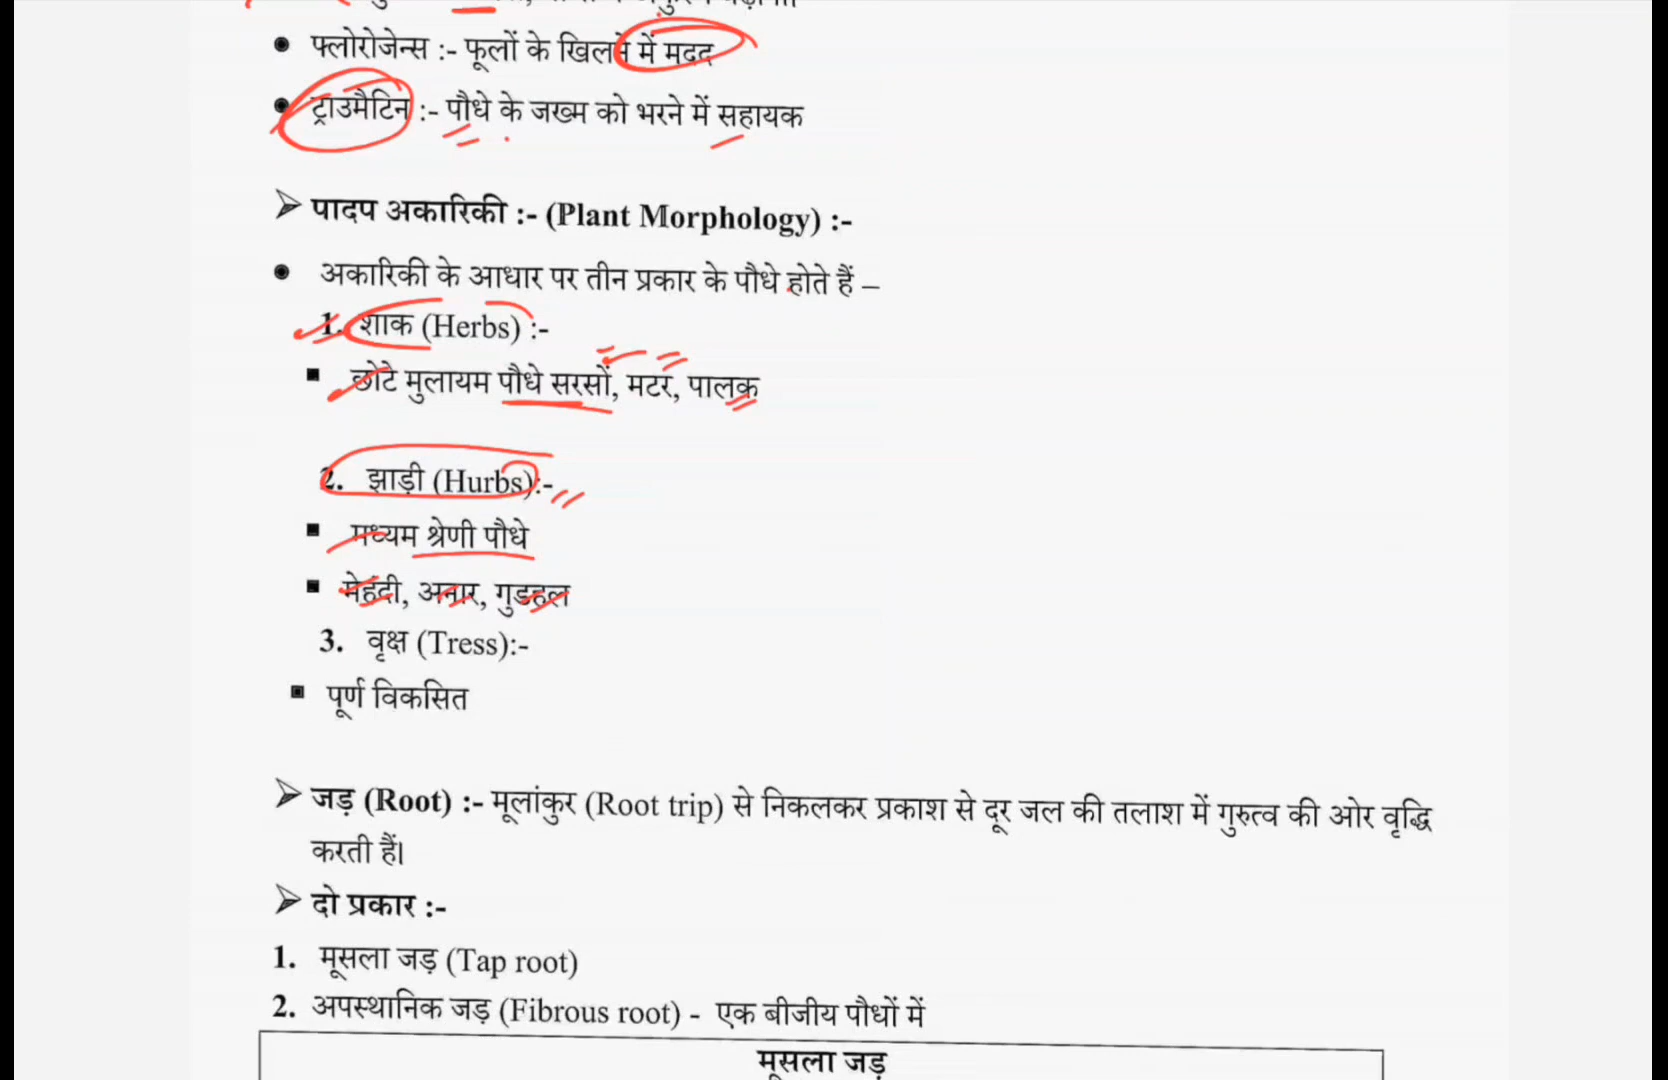 ● फ्लोरोजेन्स :- फूलों के खिलने में मदद
● ट्राउमैटिन :- पौधे के जख्म को भरने में सहायक
➢ पादप अकारिकी :- (Plant Morphology) :-
● अकारिकी के आधार पर तीन प्रकार के पौधे होते हैं –
1. शाक (Herbs) :-
▪ छोटे मुलायम पौधे सरसों, मटर, पालक
2. झाड़ी (Hurbs):-
▪ मध्यम श्रेणी पौधे
▪ मेहंदी, अनार, गुडहल
3. वृक्ष (Tress):-
▪ पूर्ण विकसित
➢ जड़ (Root) :- मूलांकुर (Root trip) से निकलकर प्रकाश से दूर जल की तलाश में गुरुत्व की ओर वृद्धि
करती हैं।
➢ दो प्रकार :-
1. मूसला जड़ (Tap root)
2. अपस्थानिक जड़ (Fibrous root) - एक बीजीय पौधों में
मूसला जड़